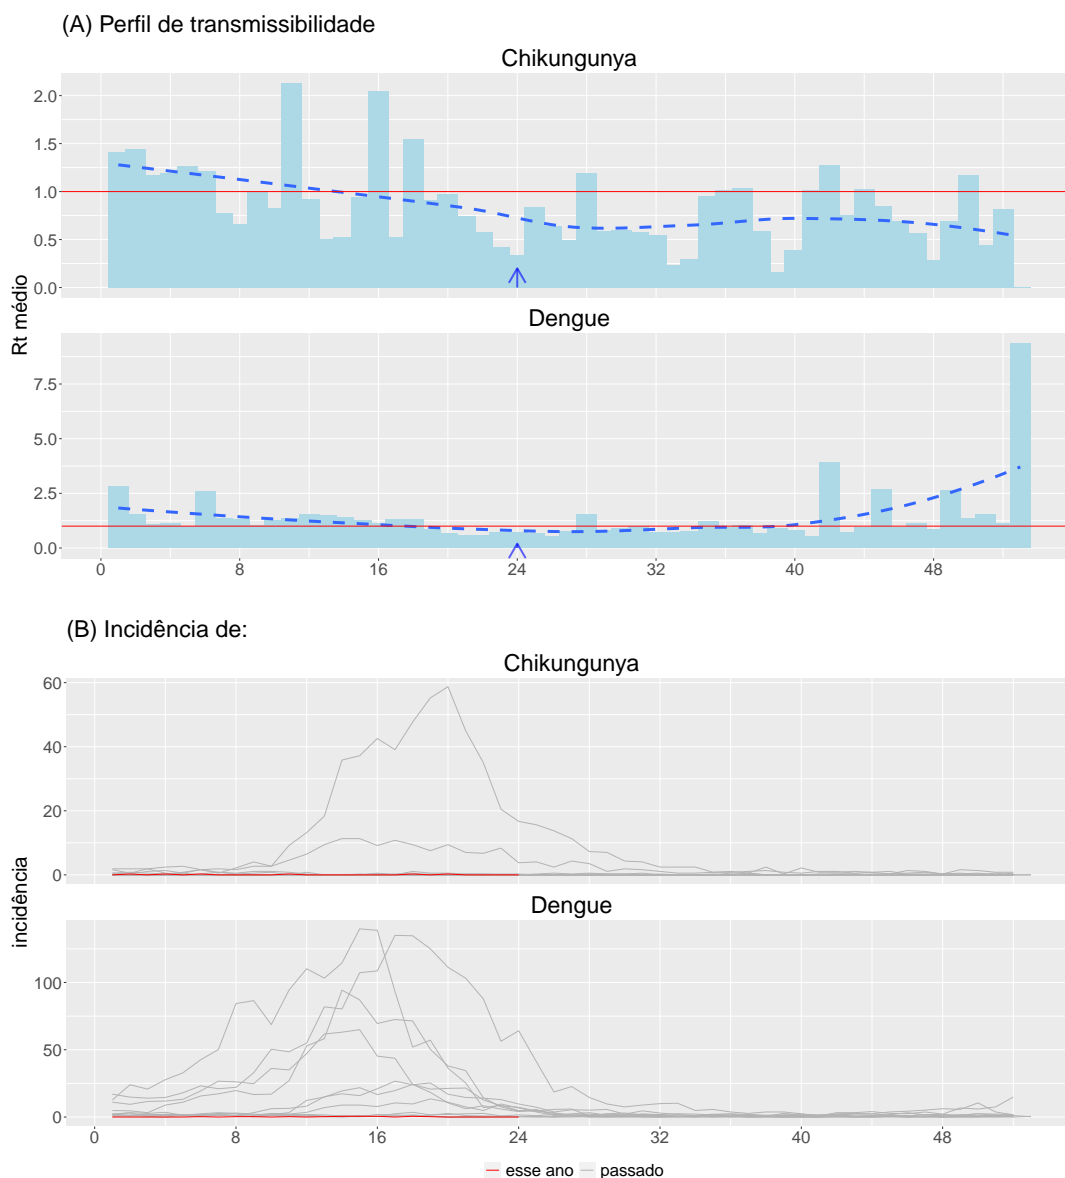 (A) Perfil de transmissibilidade
Chikungunya
2.0
1.5
1.0
0.5
0.0
Rt médio
Dengue
7.5
5.0
2.5
0.0
0 8 16 24 32 40 48
(B) Incidência de:
Chikungunya
60
40
20
0
incidência
Dengue
100
50
0
0 8 16 24 32 40 48
esse ano passado